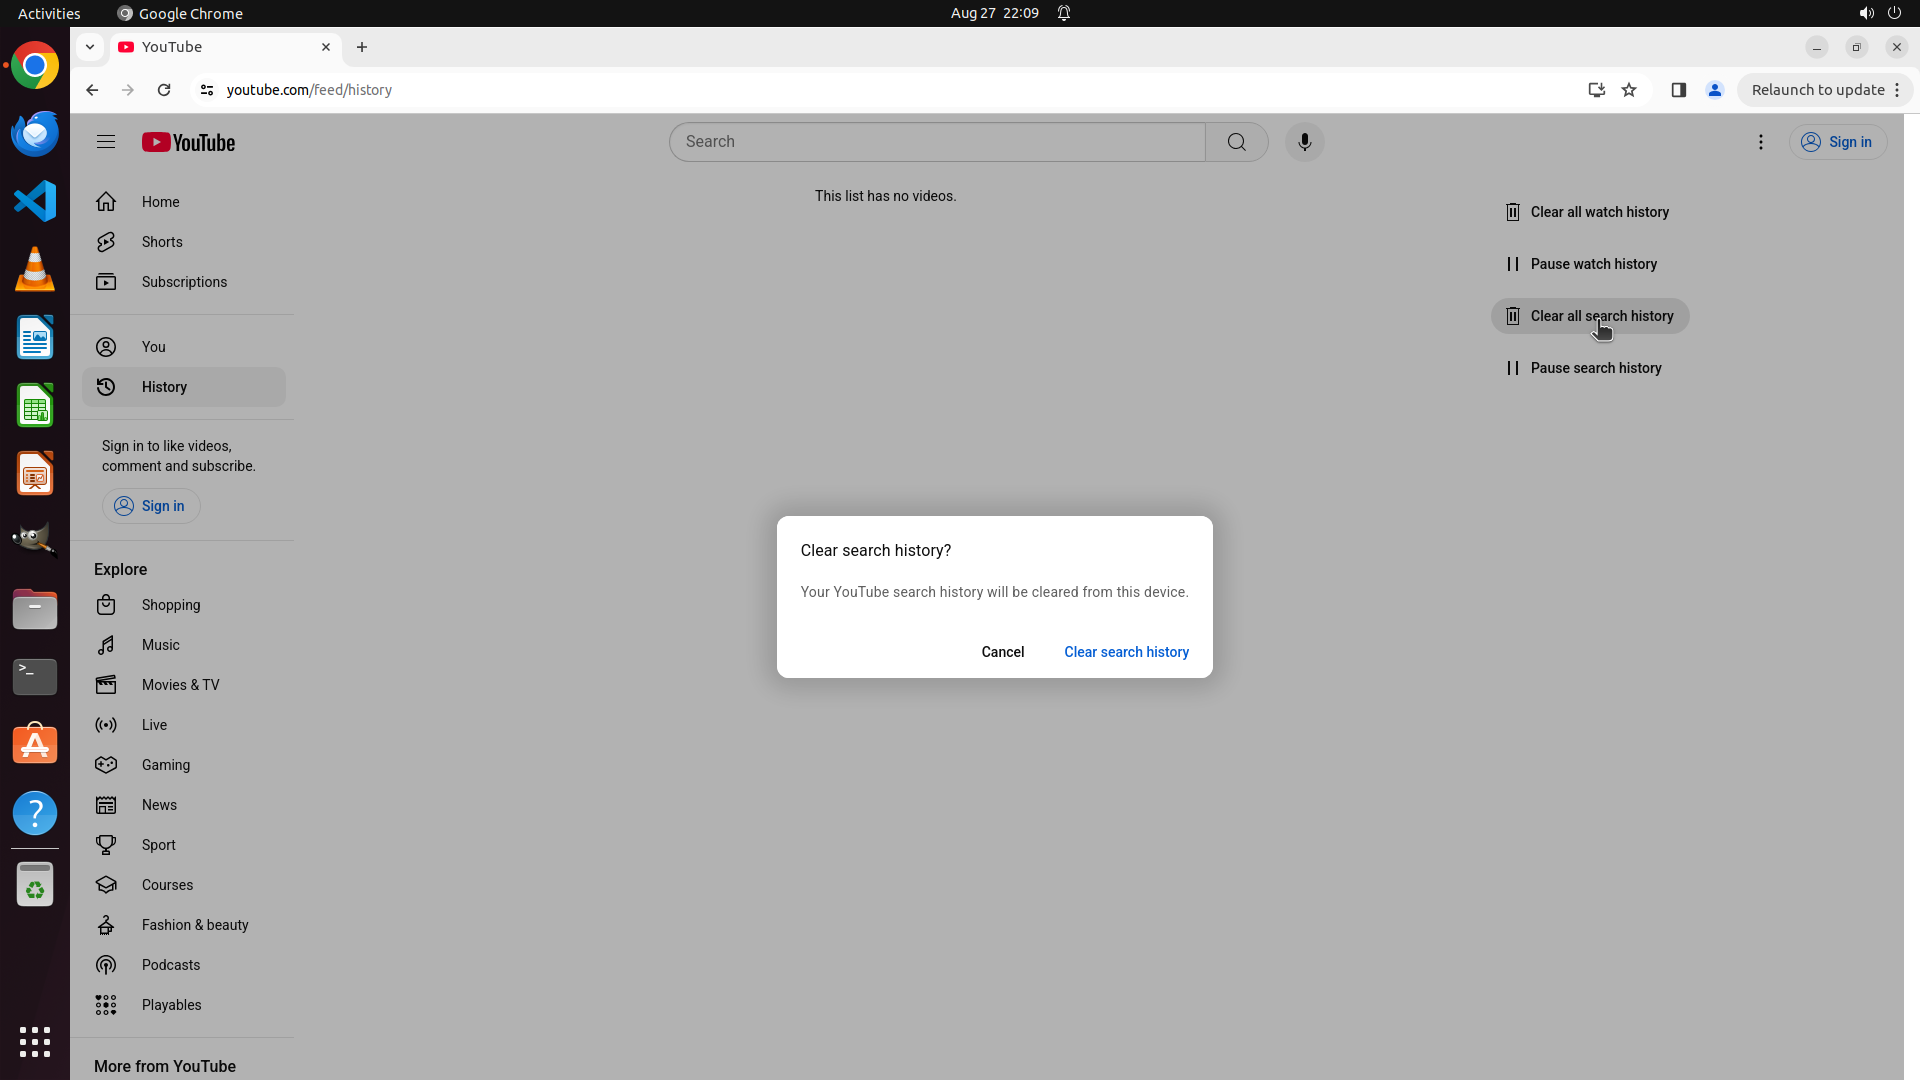 Activities
Google Chrome
Aug 27 22:09
YouTube
youtube.com/feed/history
Relaunch to update
YouTube
Search
Sign in
Home
Shorts
Subscriptions
You
History
Sign in to like videos,
comment and subscribe.
Sign in
Explore
Shopping
Music
Movies & TV
Live
Gaming
News
Sport
Courses
Fashion & beauty
Podcasts
Playables
More from YouTube
This list has no videos.
Clear all watch history
Pause watch history
Clear all search history
Pause search history
Clear search history?
Your YouTube search history will be cleared from this device.
Cancel
Clear search history